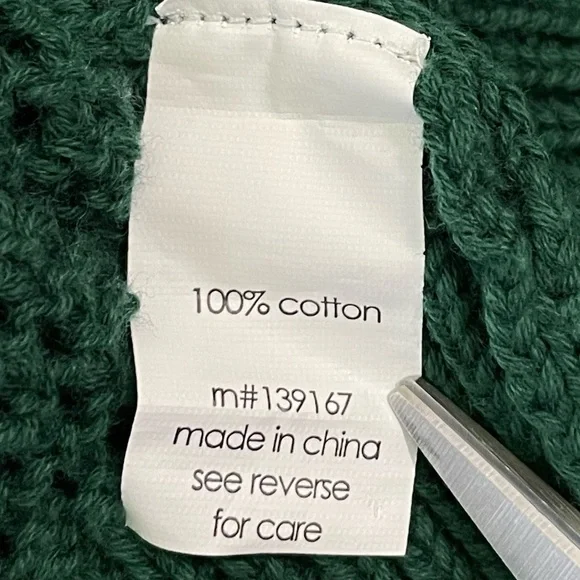 100% cotton
m#139167
made in china
see reverse
for care